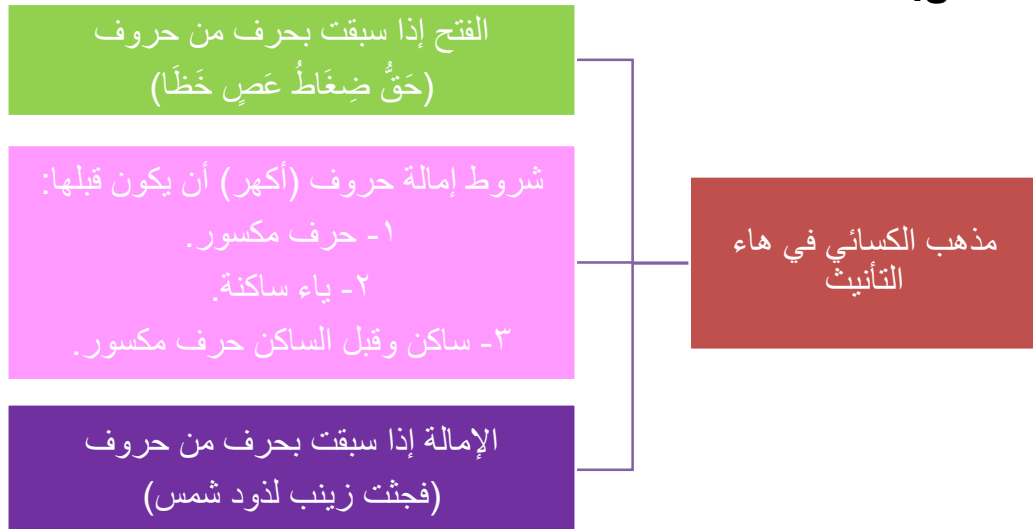 الفتح إذا سبقت بحرف من حروف
(حَقُّ ضِغَاطُ عَصٍ خَظَا)
شروط إمالة حروف (أكهر) أن يكون قبلها:
١- حرف مكسور.
٢- ياء ساكنة.
٣- ساكن وقبل الساكن حرف مكسور.
مذهب الكسائي في هاء
التأنيث
الإمالة إذا سبقت بحرف من حروف
(فجثت زينب لذود شمس)